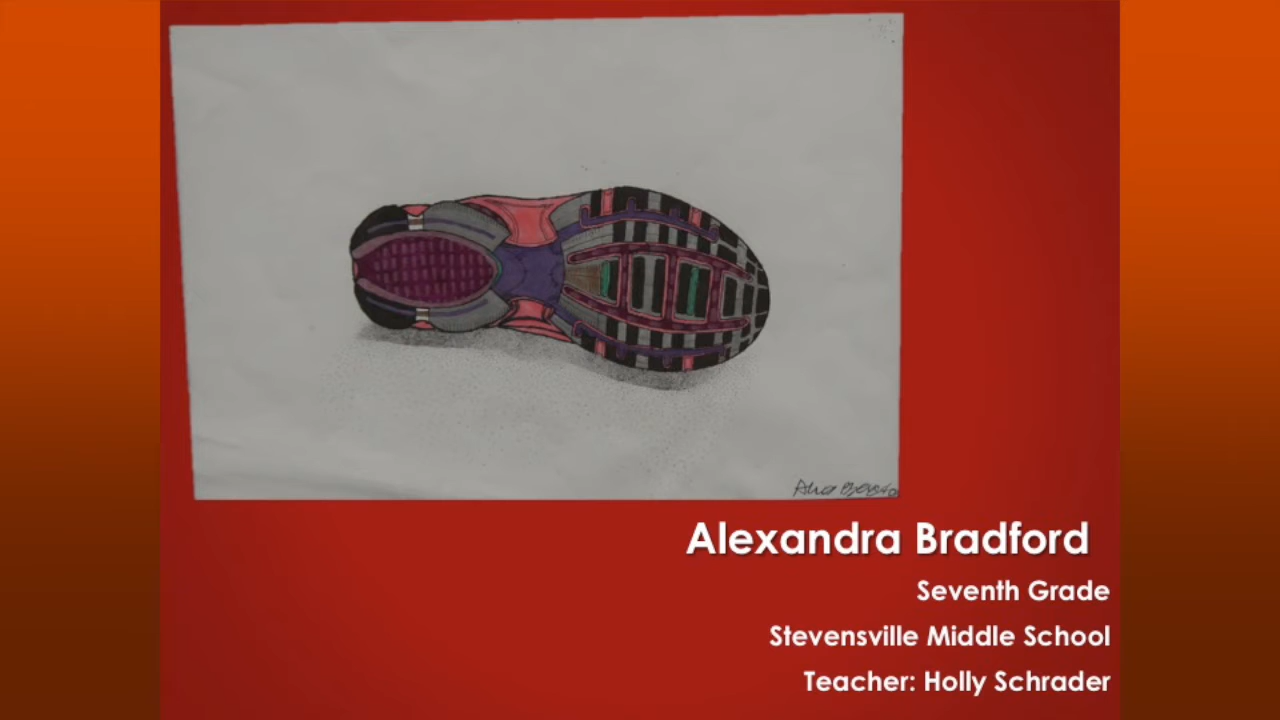 Alexandra Bradford
Seventh Grade
Stevensville Middle School
Teacher: Holly Schrader